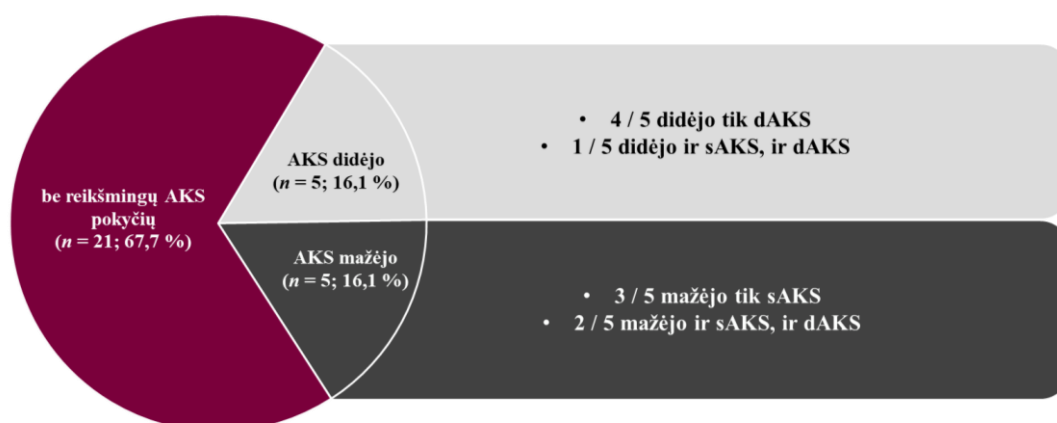 be reikšmingų AKS
pokyčių
(n = 21; 67,7 %)
AKS didėjo
(n = 5; 16,1 %)
• 4 / 5 didėjo tik dAKS
• 1 / 5 didėjo ir sAKS, ir dAKS
AKS mažėjo
(n = 5; 16,1 %)
• 3 / 5 mažėjo tik sAKS
• 2 / 5 mažėjo ir sAKS, ir dAKS